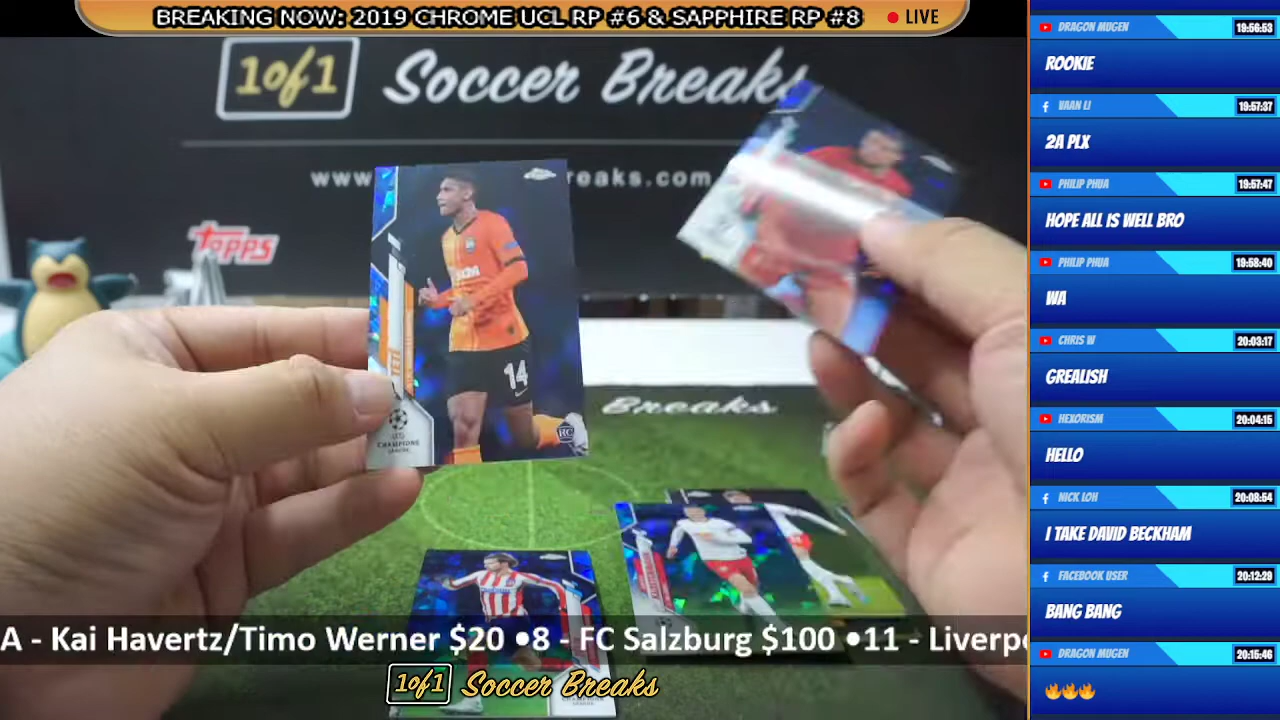 BREAKING NOW: 2019 CHROME UCL RP #6 & SAPPHIRE RP #8
LIVE
1of1 Soccer Breaks
www.
reaks.com
TOPPS
TETÊ
14
RC
CHAMPIONS
LEAGUE
Breaks
A - Kai Havertz/Timo Werner $20 •8 - FC Salzburg $100 •11 - Liverp
1of1 Soccer Breaks
DRAGON MUGEN 19:56:53
ROOKIE
VAAN LI 19:57:37
2A PLX
PHILIP PHUA 19:57:47
HOPE ALL IS WELL BRO
PHILIP PHUA 19:58:40
WA
CHRIS W 20:03:17
GREALISH
HEXORISM 20:04:15
HELLO
NICK LOH 20:08:54
I TAKE DAVID BECKHAM
FACEBOOK USER 20:12:29
BANG BANG
DRAGON MUGEN 20:15:46
🔥🔥🔥